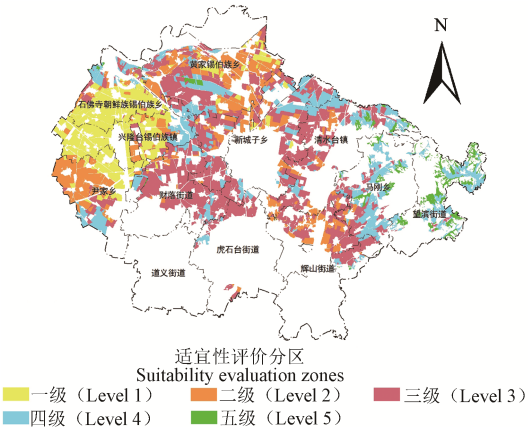 N
黄家锡伯族乡
石佛寺朝鲜族锡伯族乡
兴隆台锡伯族镇
新城子乡
清水台镇
尹家乡
财落街道
马刚乡
望滨街道
虎石台街道
道义街道
辉山街道
适宜性评价分区
Suitability evaluation zones
一级（Level 1） 二级（Level 2） 三级（Level 3）
四级（Level 4） 五级（Level 5）